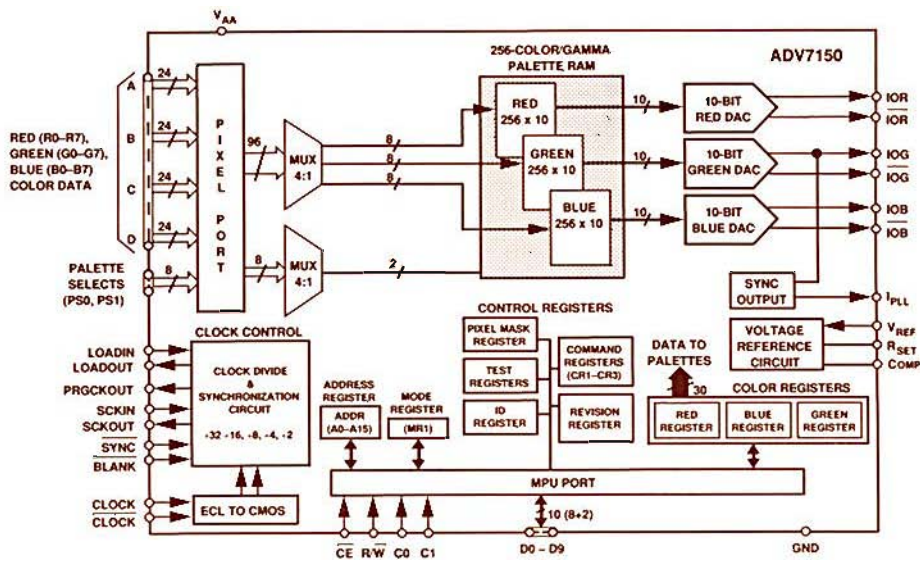 V_AA
ADV7150
256-COLOR/GAMMA
PALETTE RAM
A
24
B
24
C
24
D
24
8
RED (R0–R7),
GREEN (G0–G7),
BLUE (B0–B7)
COLOR DATA
PALETTE
SELECTS
(PS0, PS1)
PIXEL PORT
96
8
MUX
4:1
MUX
4:1
8
8
8
2
RED
256 x 10
GREEN
256 x 10
BLUE
256 x 10
10
10
10
10-BIT
RED DAC
10-BIT
GREEN DAC
10-BIT
BLUE DAC
IOR
IOR
IOG
IOG
IOB
IOB
SYNC
OUTPUT
I_PLL
VOLTAGE
REFERENCE
CIRCUIT
V_REF
R_SET
COMP
CLOCK CONTROL
CLOCK DIVIDE
&
SYNCHRONIZATION
CIRCUIT
-32 -16, -8, -4, -2
LOADIN
LOADOUT
PRGCKOUT
SCKIN
SCKOUT
SYNC
BLANK
CLOCK
CLOCK
ECL TO CMOS
CONTROL REGISTERS
PIXEL MASK
REGISTER
TEST
REGISTERS
ID
REGISTER
COMMAND
REGISTERS
(CR1–CR3)
REVISION
REGISTER
ADDRESS
REGISTER
ADDR
(A0–A15)
MODE
REGISTER
(MR1)
DATA TO
PALETTES
30
COLOR REGISTERS
RED
REGISTER
BLUE
REGISTER
GREEN
REGISTER
MPU PORT
10 (8+2)
CE
R/W
C0
C1
D0 – D9
GND